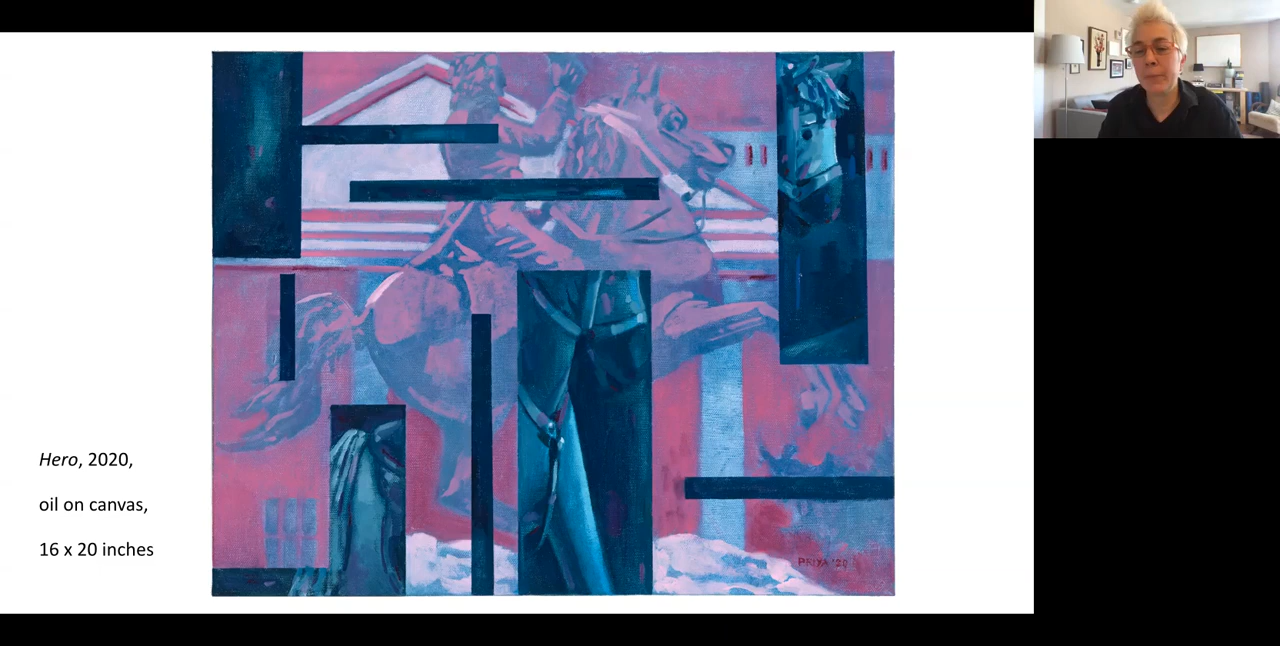 Hero, 2020,
oil on canvas,
16 x 20 inches
PRIYA '20